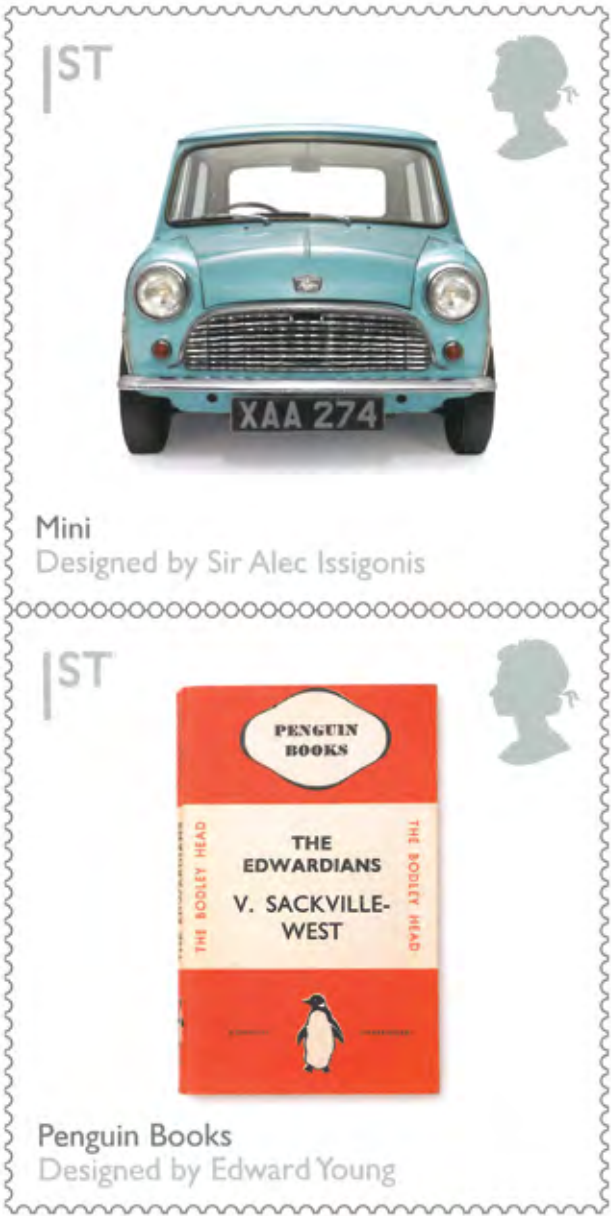 1ST
XAA 274
Mini
Designed by Sir Alec Issigonis
1ST
PENGUIN
BOOKS
THE BODLEY HEAD
THE
EDWARDIANS
V. SACKVILLE-
WEST
THE BODLEY HEAD
Penguin Books
Designed by Edward Young